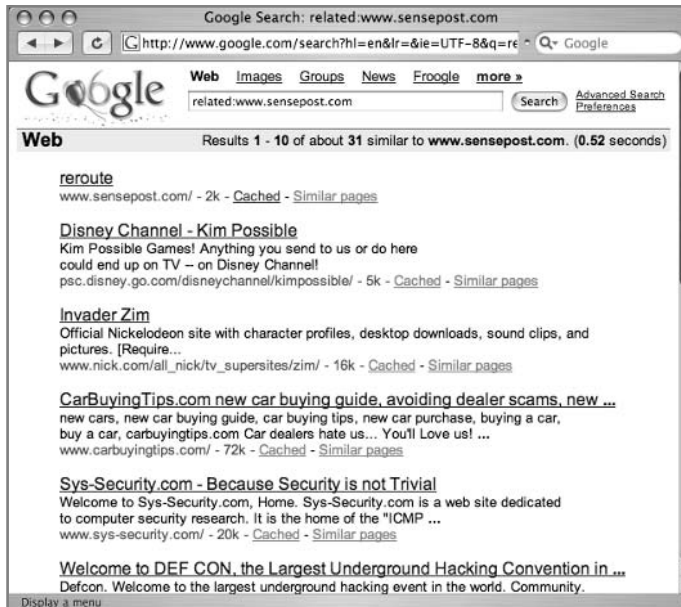 Google Search: related:www.sensepost.com
http://www.google.com/search?hl=en&lr=&ie=UTF-8&q=re
Google
Google
Web Images Groups News Froogle more »
related:www.sensepost.com
Search
Advanced Search
Preferences
Web
Results 1 - 10 of about 31 similar to www.sensepost.com. (0.52 seconds)
reroute
www.sensepost.com/ - 2k - Cached - Similar pages
Disney Channel - Kim Possible
Kim Possible Games! Anything you send to us or do here
could end up on TV -- on Disney Channel!
psc.disney.go.com/disneychannel/kimpossible/ - 5k - Cached - Similar pages
Invader Zim
Official Nickelodeon site with character profiles, desktop downloads, sound clips, and
pictures. [Require...
www.nick.com/all_nick/tv_supersites/zim/ - 16k - Cached - Similar pages
CarBuyingTips.com new car buying guide, avoiding dealer scams, new ...
new cars, new car buying guide, car buying tips, new car purchase, buying a car,
buy a car, carbuyingtips.com Car dealers hate us... You'll Love us! ...
www.carbuyingtips.com/ - 72k - Cached - Similar pages
Sys-Security.com - Because Security is not Trivial
Welcome to Sys-Security.com, Home. Sys-Security.com is a web site dedicated
to computer security research. It is the home of the "ICMP ...
www.sys-security.com/ - 20k - Cached - Similar pages
Welcome to DEF CON, the Largest Underground Hacking Convention in ...
Defcon. Welcome to the largest underground hacking event in the world. Community.
Display a menu